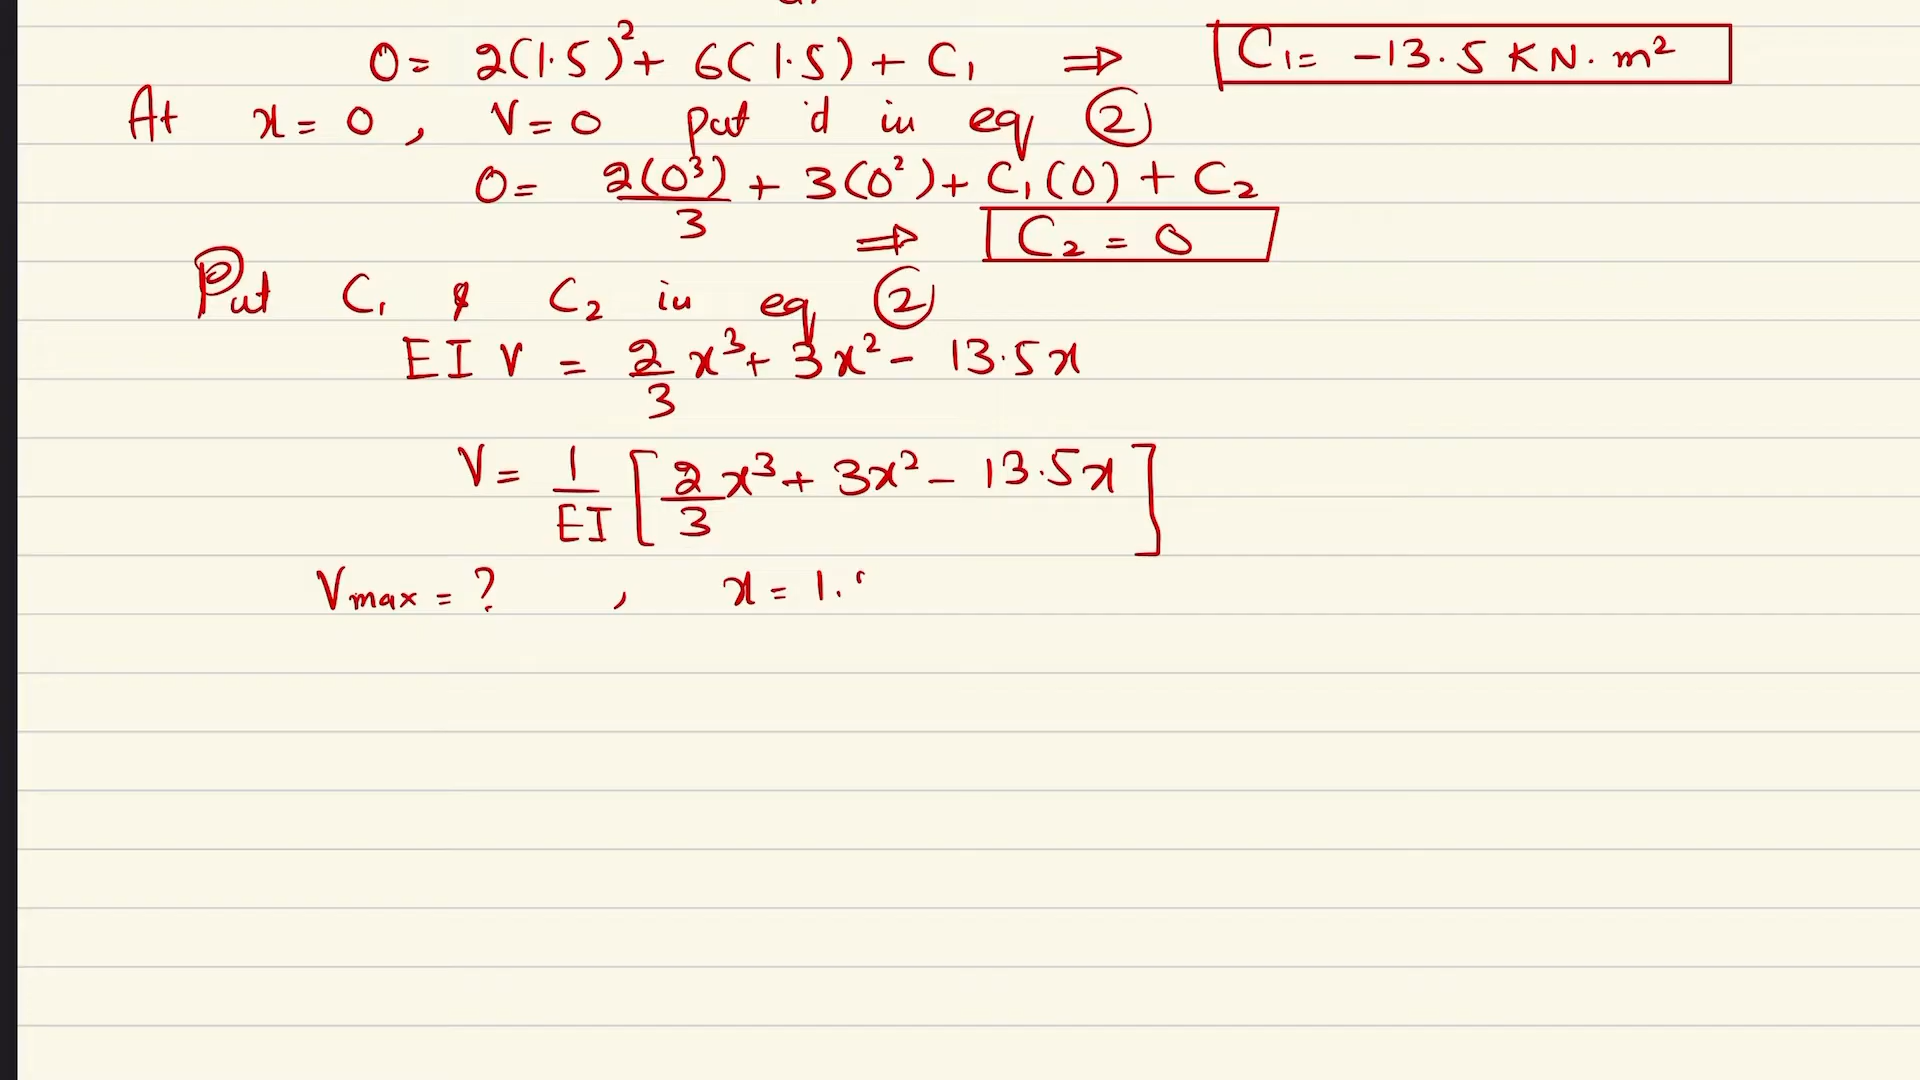 0 = 2(1.5)² + 6(1.5) + C₁ ⇒ C₁ = -13.5 KN.m²
At x = 0, V = 0 put it in eq ②
0 = 2(0³)/3 + 3(0²) + C₁(0) + C₂
⇒ C₂ = 0
Put C₁ & C₂ in eq ②
EI V = 2/3 x³ + 3x² - 13.5x
V = 1/EI [2/3 x³ + 3x² - 13.5x]
Vmax = ? , x = 1.